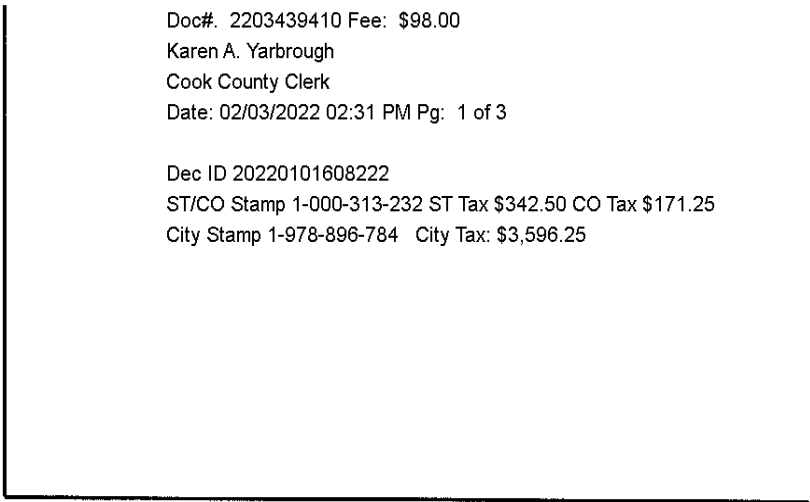 Doc#. 2203439410 Fee: $98.00
Karen A. Yarbrough
Cook County Clerk
Date: 02/03/2022 02:31 PM Pg: 1 of 3
Dec ID 20220101608222
ST/CO Stamp 1-000-313-232 ST Tax $342.50 CO Tax $171.25
City Stamp 1-978-896-784 City Tax: $3,596.25